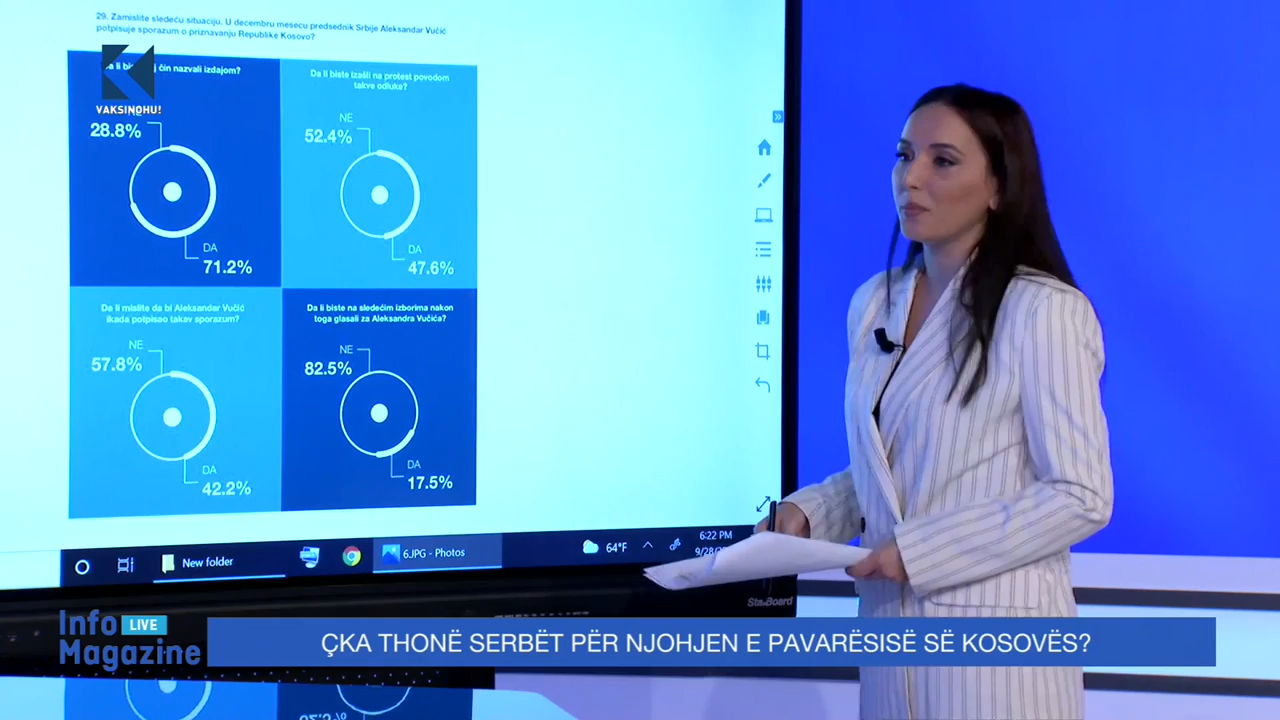 29. Zamislite sledeću situaciju. U decembru mesecu predsednik Srbije Aleksandar Vučić
potpisuje sporazum o priznavanju Republike Kosovo?
čin nazvali izdajom?
VAKSINOHU!
28.8%
DA
71.2%
Da li biste izašli na protest povodom
takve odluke?
NE
52.4%
DA
47.6%
Da li mislite da bi Aleksandar Vučić
ikada potpisao takav sporazum?
NE
57.8%
DA
42.2%
Da li biste na sledećim izborima nakon
toga glasali za Aleksandra Vučića?
NE
82.5%
DA
17.5%
New folder
6JPG - Photos
64°F
6:22 PM
StarBoard
Info
LIVE
Magazine
ÇKA THONË SERBËT PËR NJOHJEN E PAVARËSISË SË KOSOVËS?